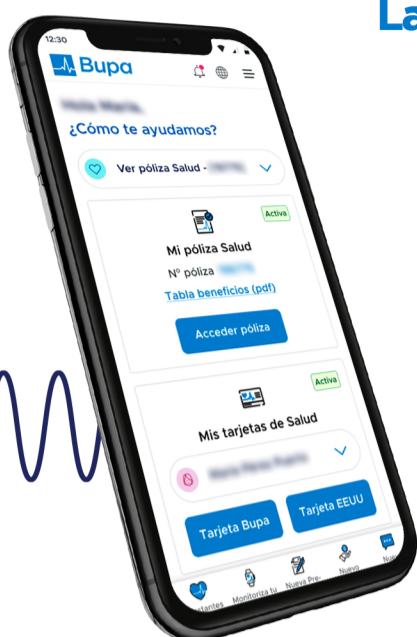 La
12:30
Bupa
¿Cómo te ayudamos?
Ver póliza Salud -
Activa
Mi póliza Salud
Nº póliza
Tabla beneficios (pdf)
Acceder póliza
Activa
Mis tarjetas de Salud
Tarjeta Bupa
Tarjeta EEUU
stantes
Monitoriza tu
Nueva Pre-
Nuevo